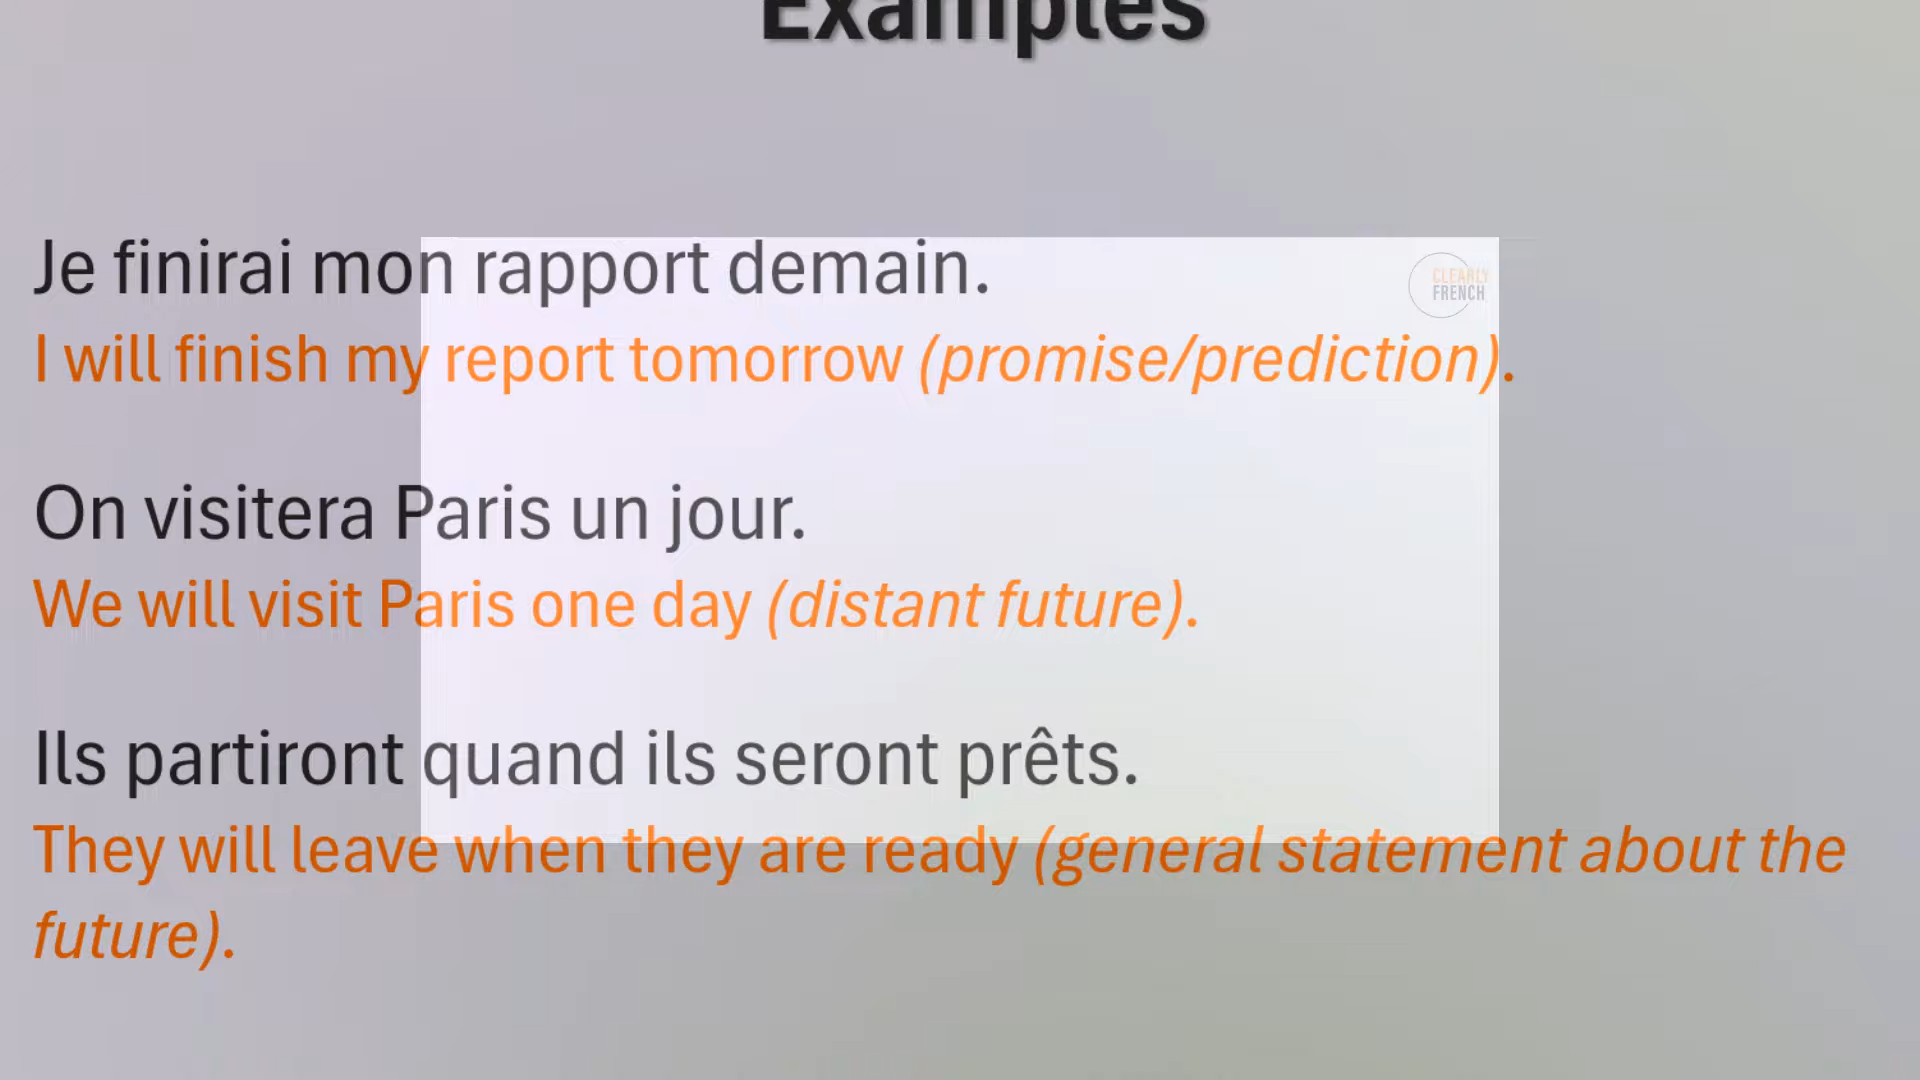 Examples
CLEARLY
FRENCH
Je finirai mon rapport demain.
I will finish my report tomorrow (promise/prediction).
On visitera Paris un jour.
We will visit Paris one day (distant future).
Ils partiront quand ils seront prêts.
They will leave when they are ready (general statement about the
future).